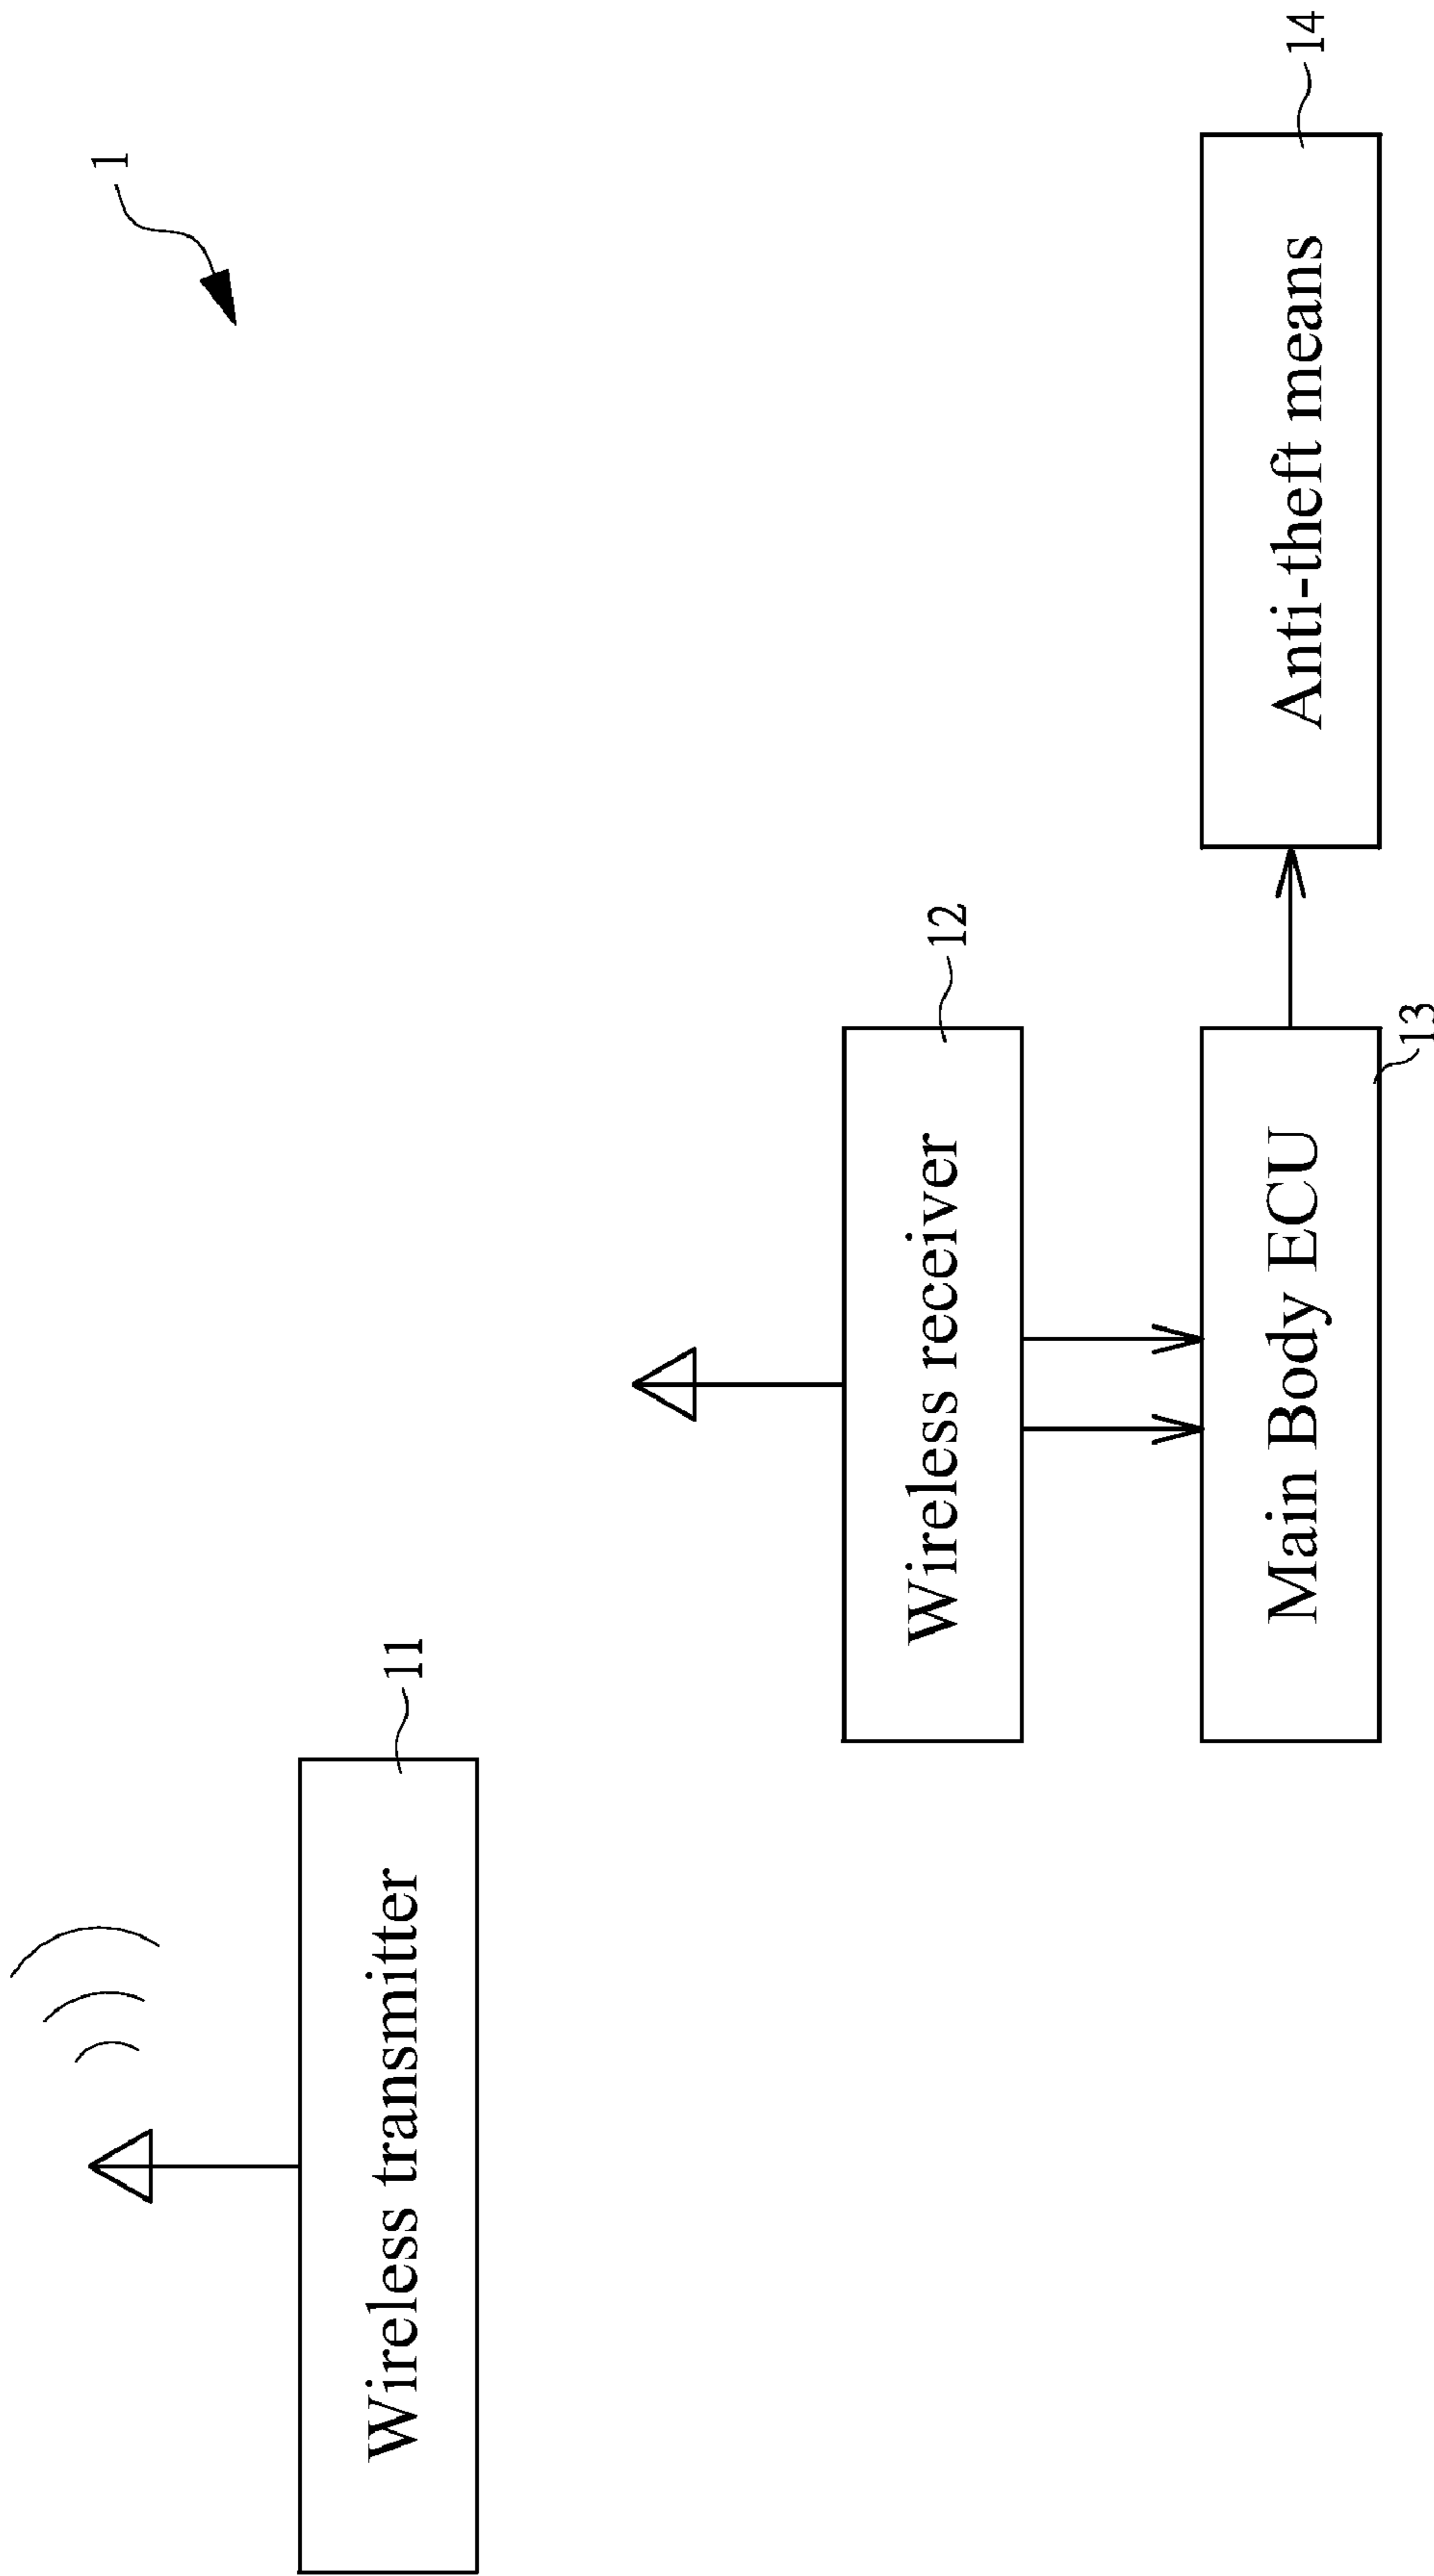 1
Wireless transmitter
11
Wireless receiver
12
Main Body ECU
13
Anti-theft means
14